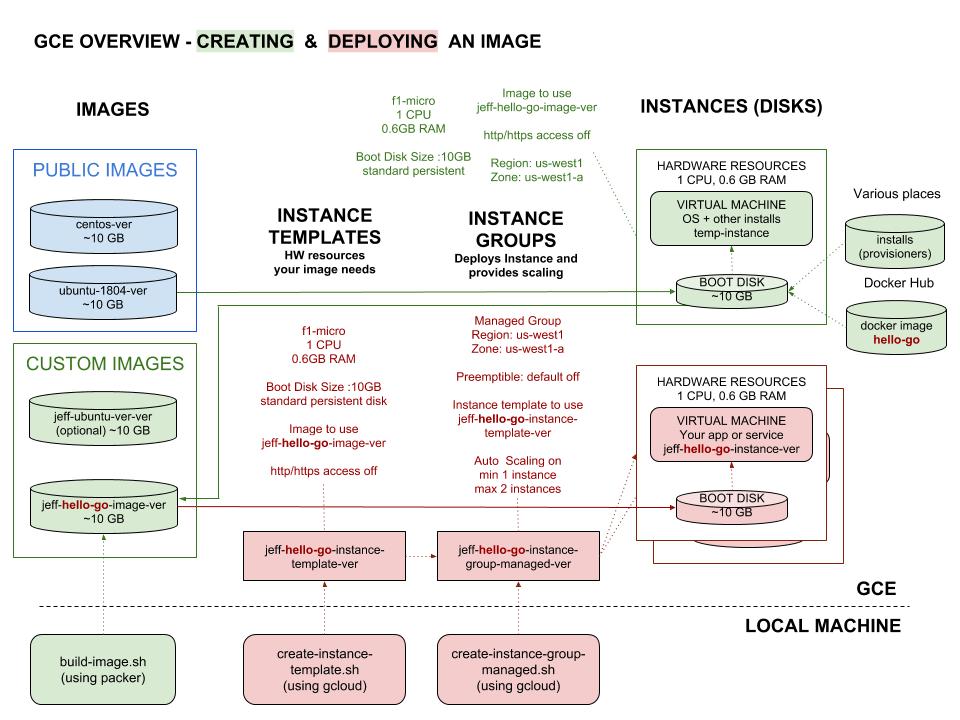 GCE OVERVIEW - CREATING & DEPLOYING AN IMAGE
IMAGES
f1-micro
1 CPU
0.6GB RAM
Boot Disk Size :10GB
standard persistent
Image to use
jeff-hello-go-image-ver
http/https access off
Region: us-west1
Zone: us-west1-a
INSTANCES (DISKS)
PUBLIC IMAGES
centos-ver
~10 GB
ubuntu-1804-ver
~10 GB
INSTANCE
TEMPLATES
HW resources
your image needs
INSTANCE
GROUPS
Deploys Instance and
provides scaling
HARDWARE RESOURCES
1 CPU, 0.6 GB RAM
VIRTUAL MACHINE
OS + other installs
temp-instance
BOOT DISK
~10 GB
Various places
installs
(provisioners)
Docker Hub
docker image
hello-go
CUSTOM IMAGES
jeff-ubuntu-ver-ver
(optional) ~10 GB
jeff-hello-go-image-ver
~10 GB
f1-micro
1 CPU
0.6GB RAM
Boot Disk Size :10GB
standard persistent disk
Image to use
jeff-hello-go-image-ver
http/https access off
Managed Group
Region: us-west1
Zone: us-west1-a
Preemptible: default off
Instance template to use
jeff-hello-go-instance-
template-ver
Auto Scaling on
min 1 instance
max 2 instances
HARDWARE RESOURCES
1 CPU, 0.6 GB RAM
VIRTUAL MACHINE
Your app or service
jeff-hello-go-instance-ver
BOOT DISK
~10 GB
jeff-hello-go-instance-
template-ver
jeff-hello-go-instance-
group-managed-ver
GCE
LOCAL MACHINE
build-image.sh
(using packer)
create-instance-
template.sh
(using gcloud)
create-instance-group-
managed.sh
(using gcloud)